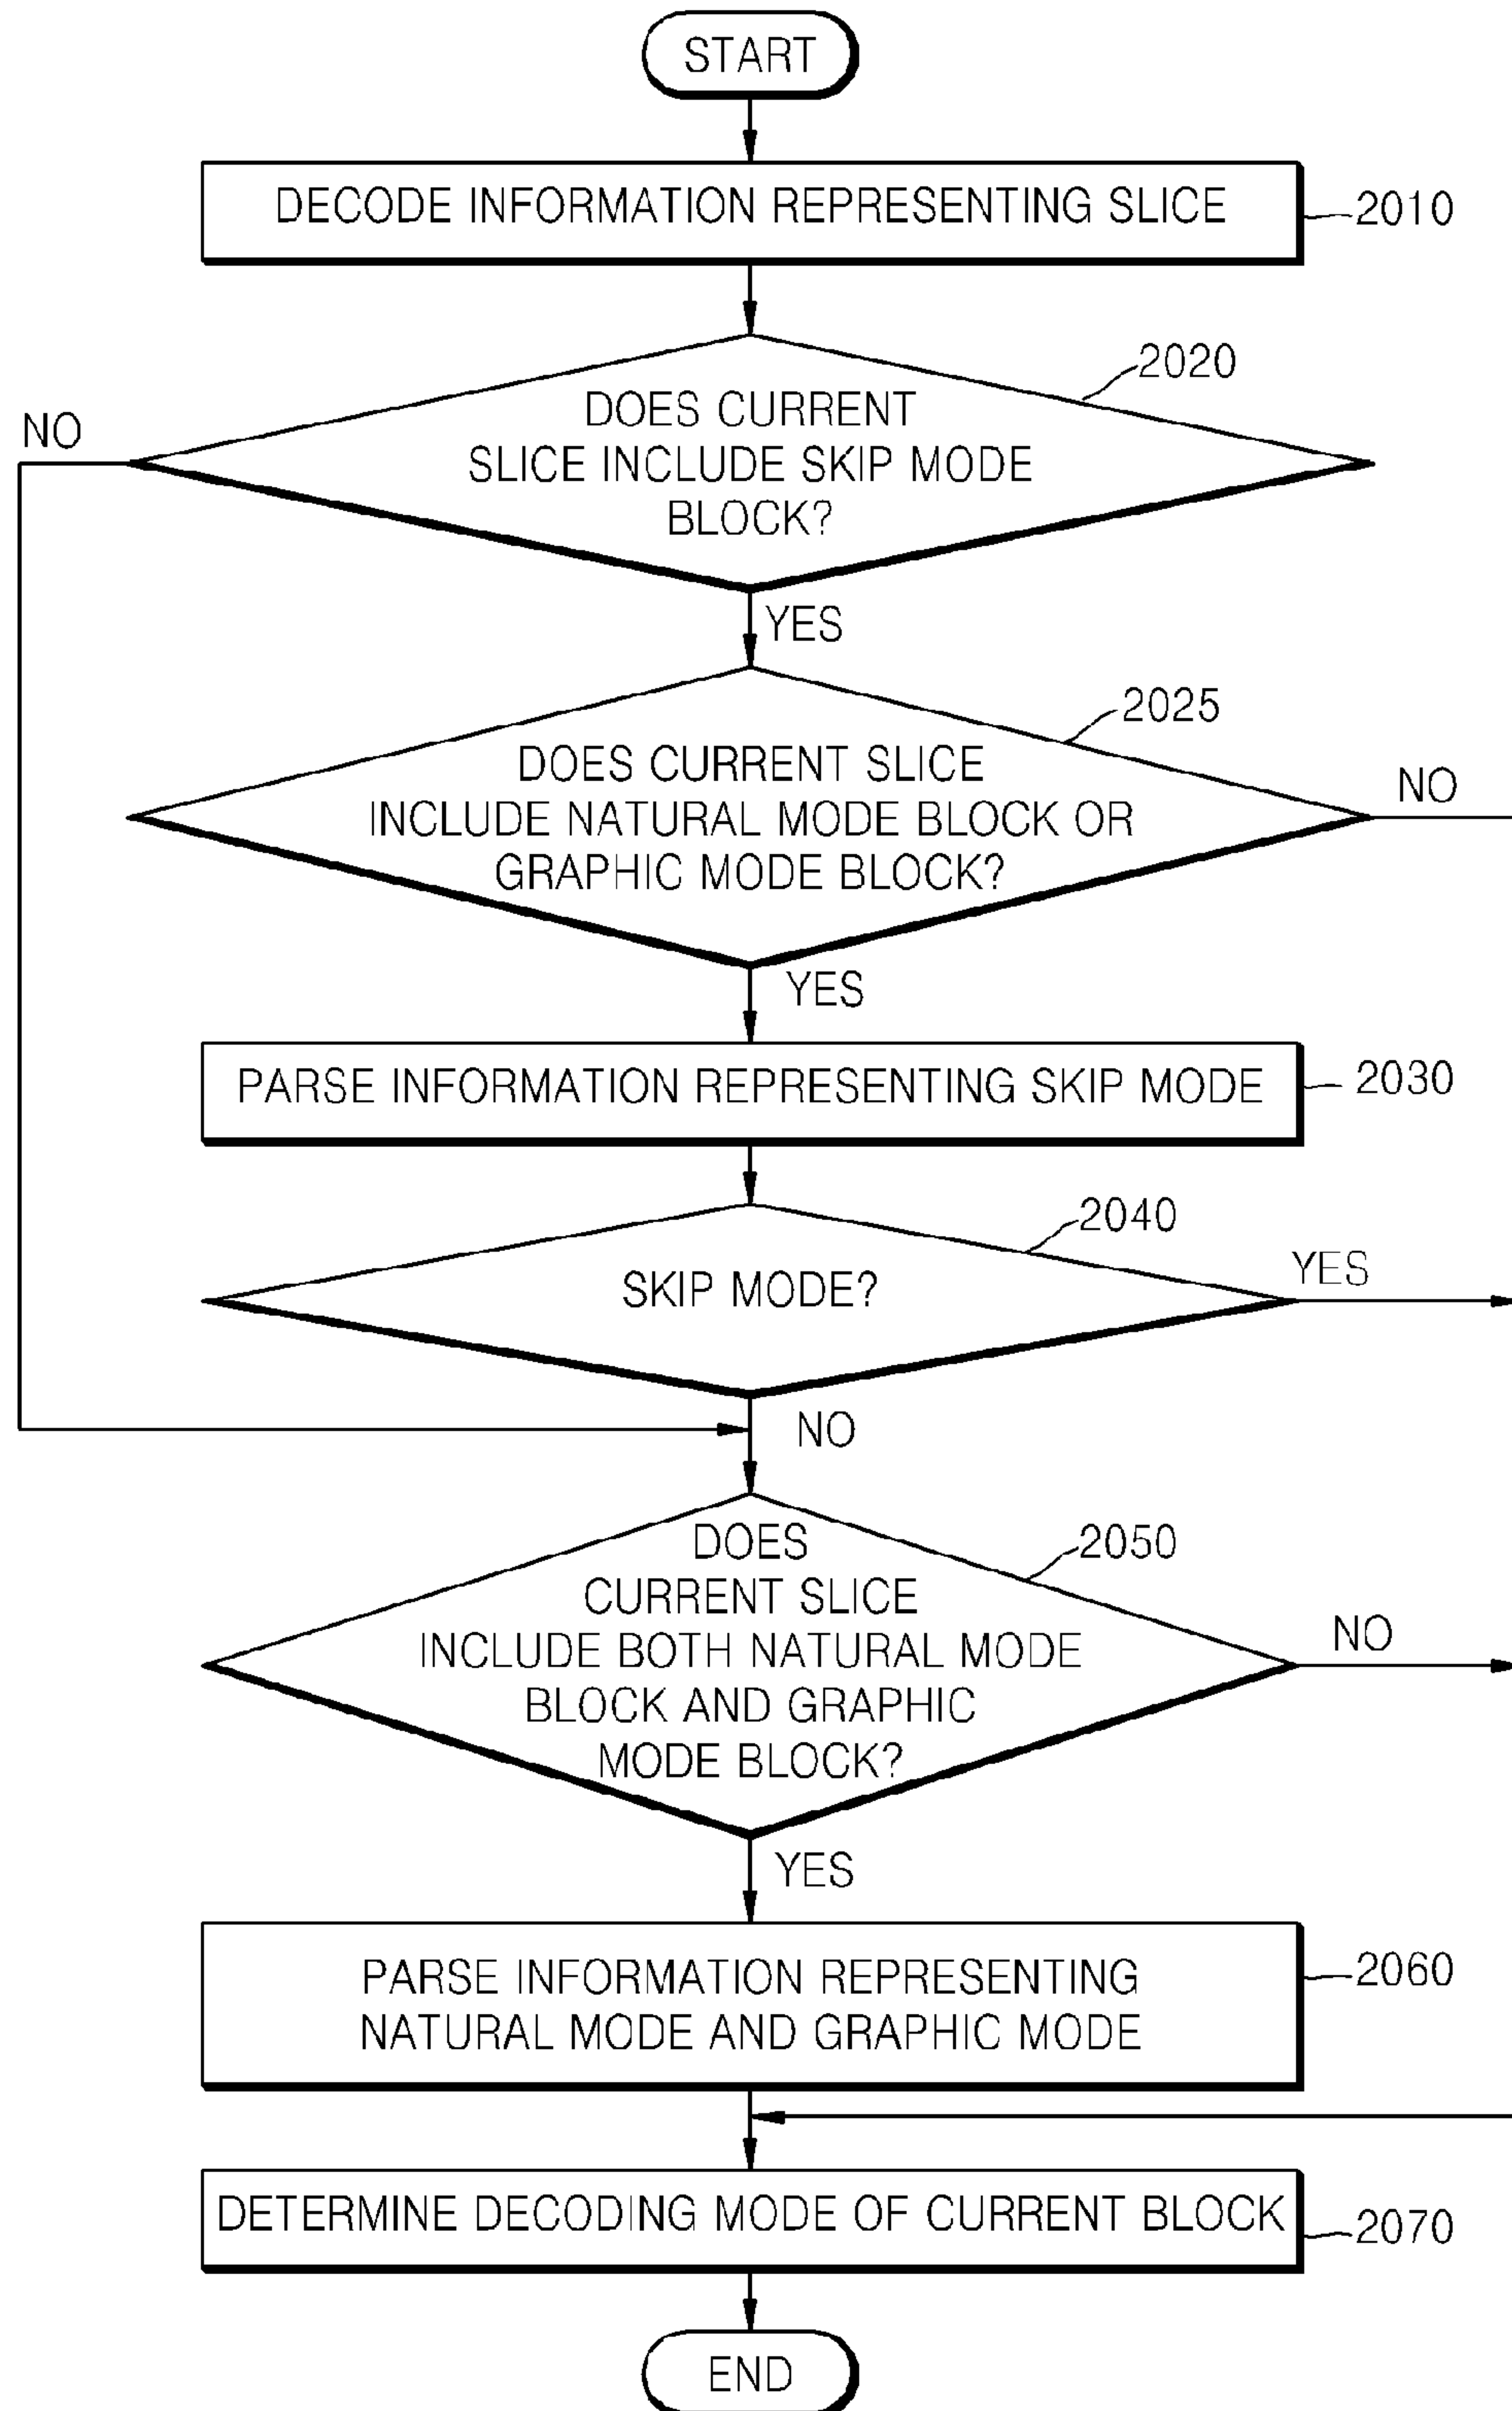 START
DECODE INFORMATION REPRESENTING SLICE
2010
2020
NO
DOES CURRENT
SLICE INCLUDE SKIP MODE
BLOCK?
YES
2025
DOES CURRENT SLICE
INCLUDE NATURAL MODE BLOCK OR
GRAPHIC MODE BLOCK?
NO
YES
PARSE INFORMATION REPRESENTING SKIP MODE
2030
2040
SKIP MODE?
YES
NO
2050
DOES
CURRENT SLICE
INCLUDE BOTH NATURAL MODE
BLOCK AND GRAPHIC
MODE BLOCK?
NO
YES
PARSE INFORMATION REPRESENTING
NATURAL MODE AND GRAPHIC MODE
2060
DETERMINE DECODING MODE OF CURRENT BLOCK
2070
END